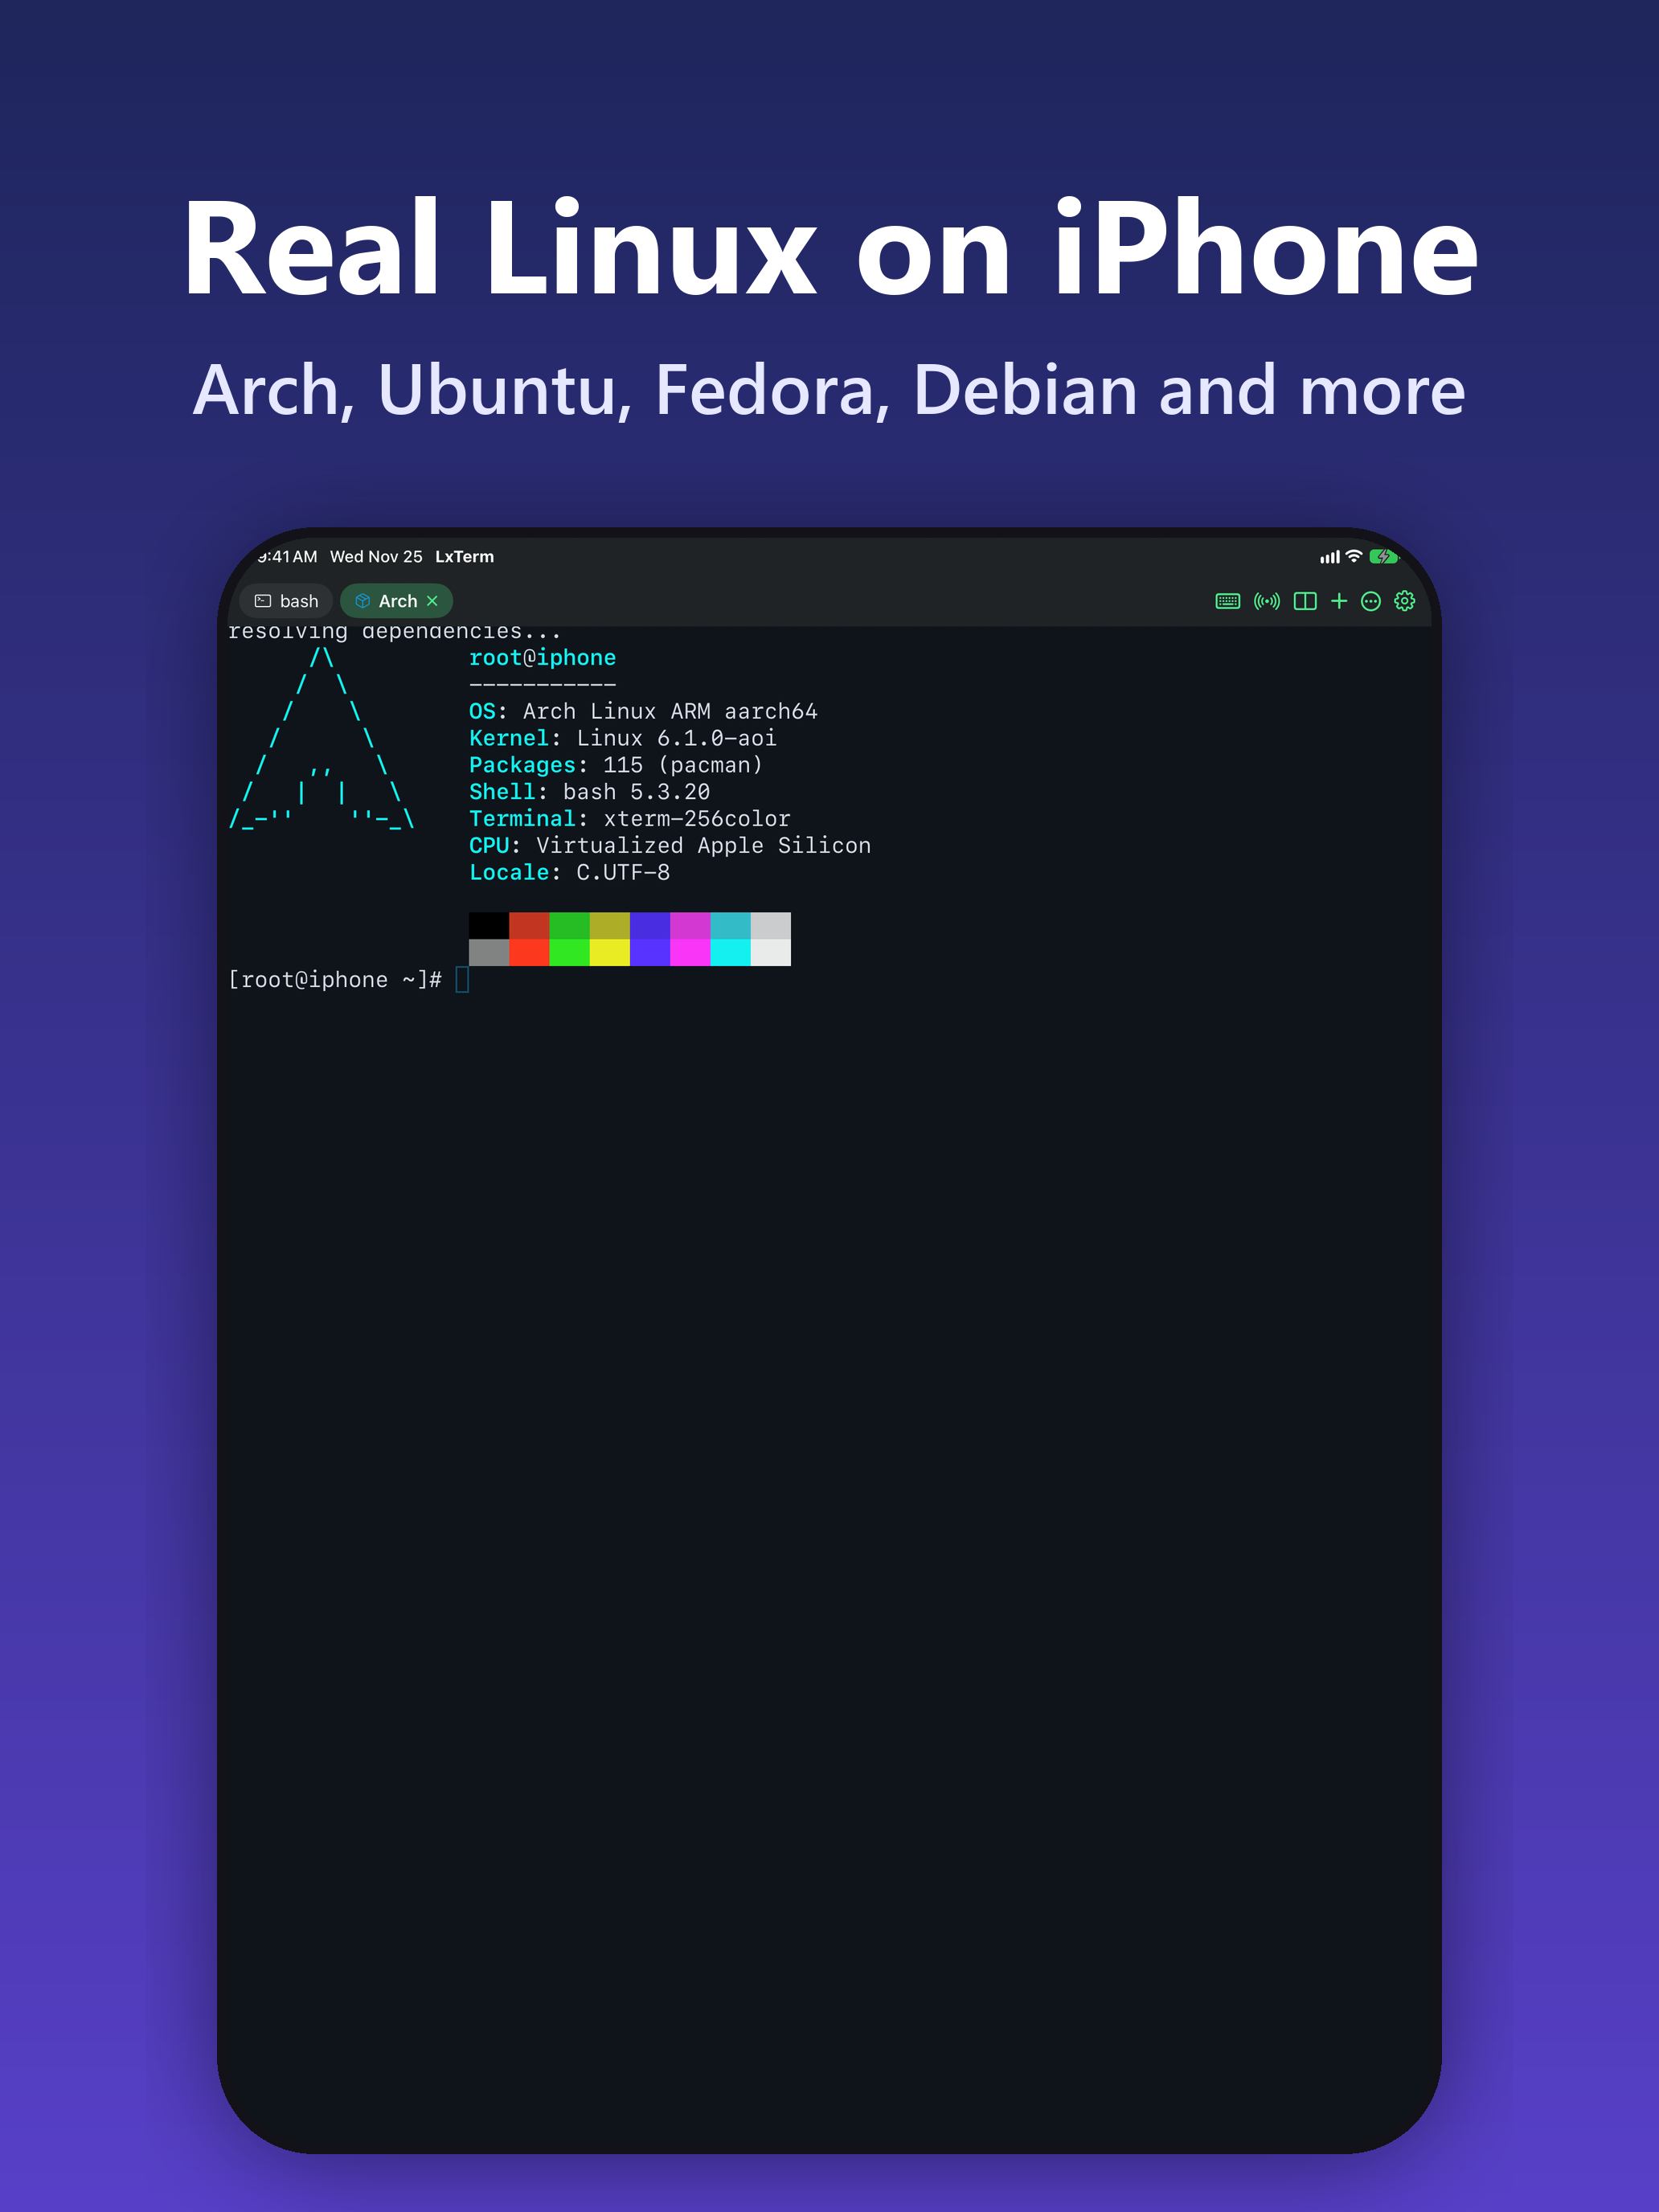 Real Linux on iPhone
Arch, Ubuntu, Fedora, Debian and more
9:41 AM Wed Nov 25 LxTerm
bash Arch ×
resolving dependencies...
/\ root@iphone
/ \ -----------
/ \ OS: Arch Linux ARM aarch64
/ \ Kernel: Linux 6.1.0-aoi
/ ,, \ Packages: 115 (pacman)
/ | | \ Shell: bash 5.3.20
/_-'' ''-_\ Terminal: xterm-256color
CPU: Virtualized Apple Silicon
Locale: C.UTF-8
[root@iphone ~]#